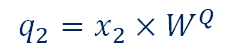 q₂ = x₂ × W^Q